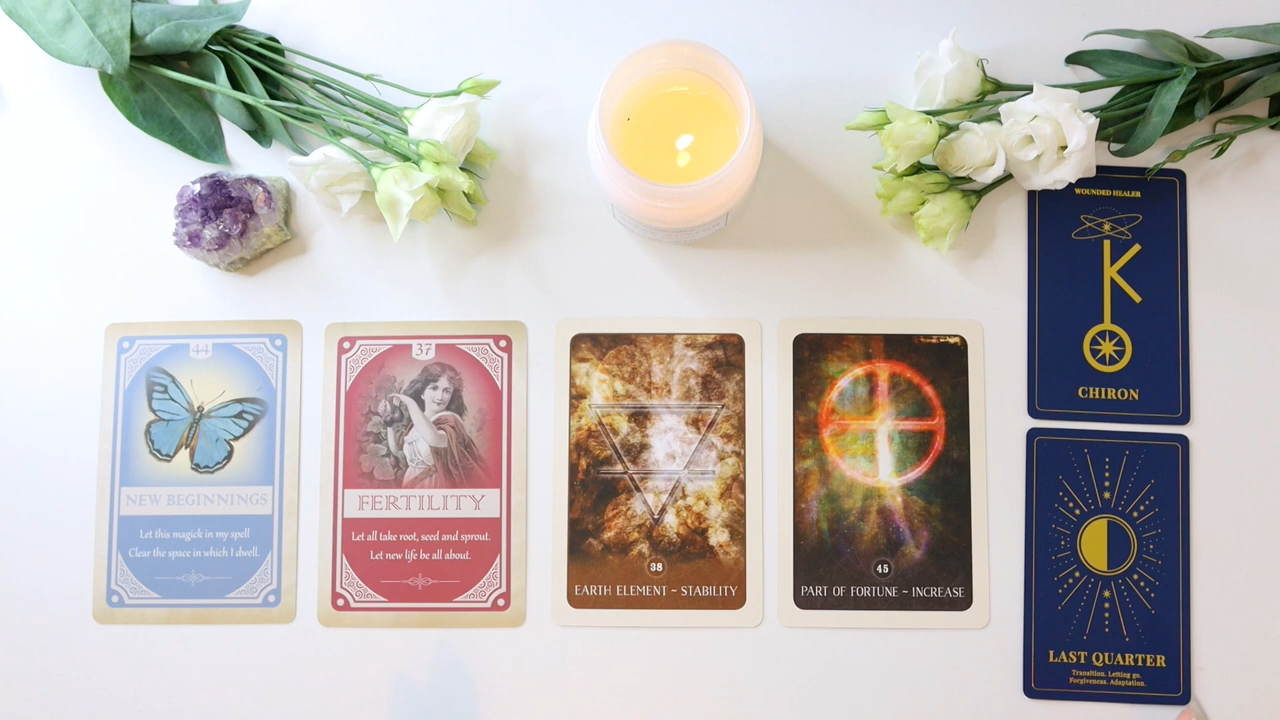 44
NEW BEGINNINGS
Let this magick in my spell
Clear the space in which I dwell.
37
FERTILITY
Let all take root, seed and sprout.
Let new life be all about.
38
EARTH ELEMENT ~ STABILITY
45
PART OF FORTUNE ~ INCREASE
WOUNDED HEALER
CHIRON
LAST QUARTER
Transition. Letting go.
Forgiveness. Adaptation.